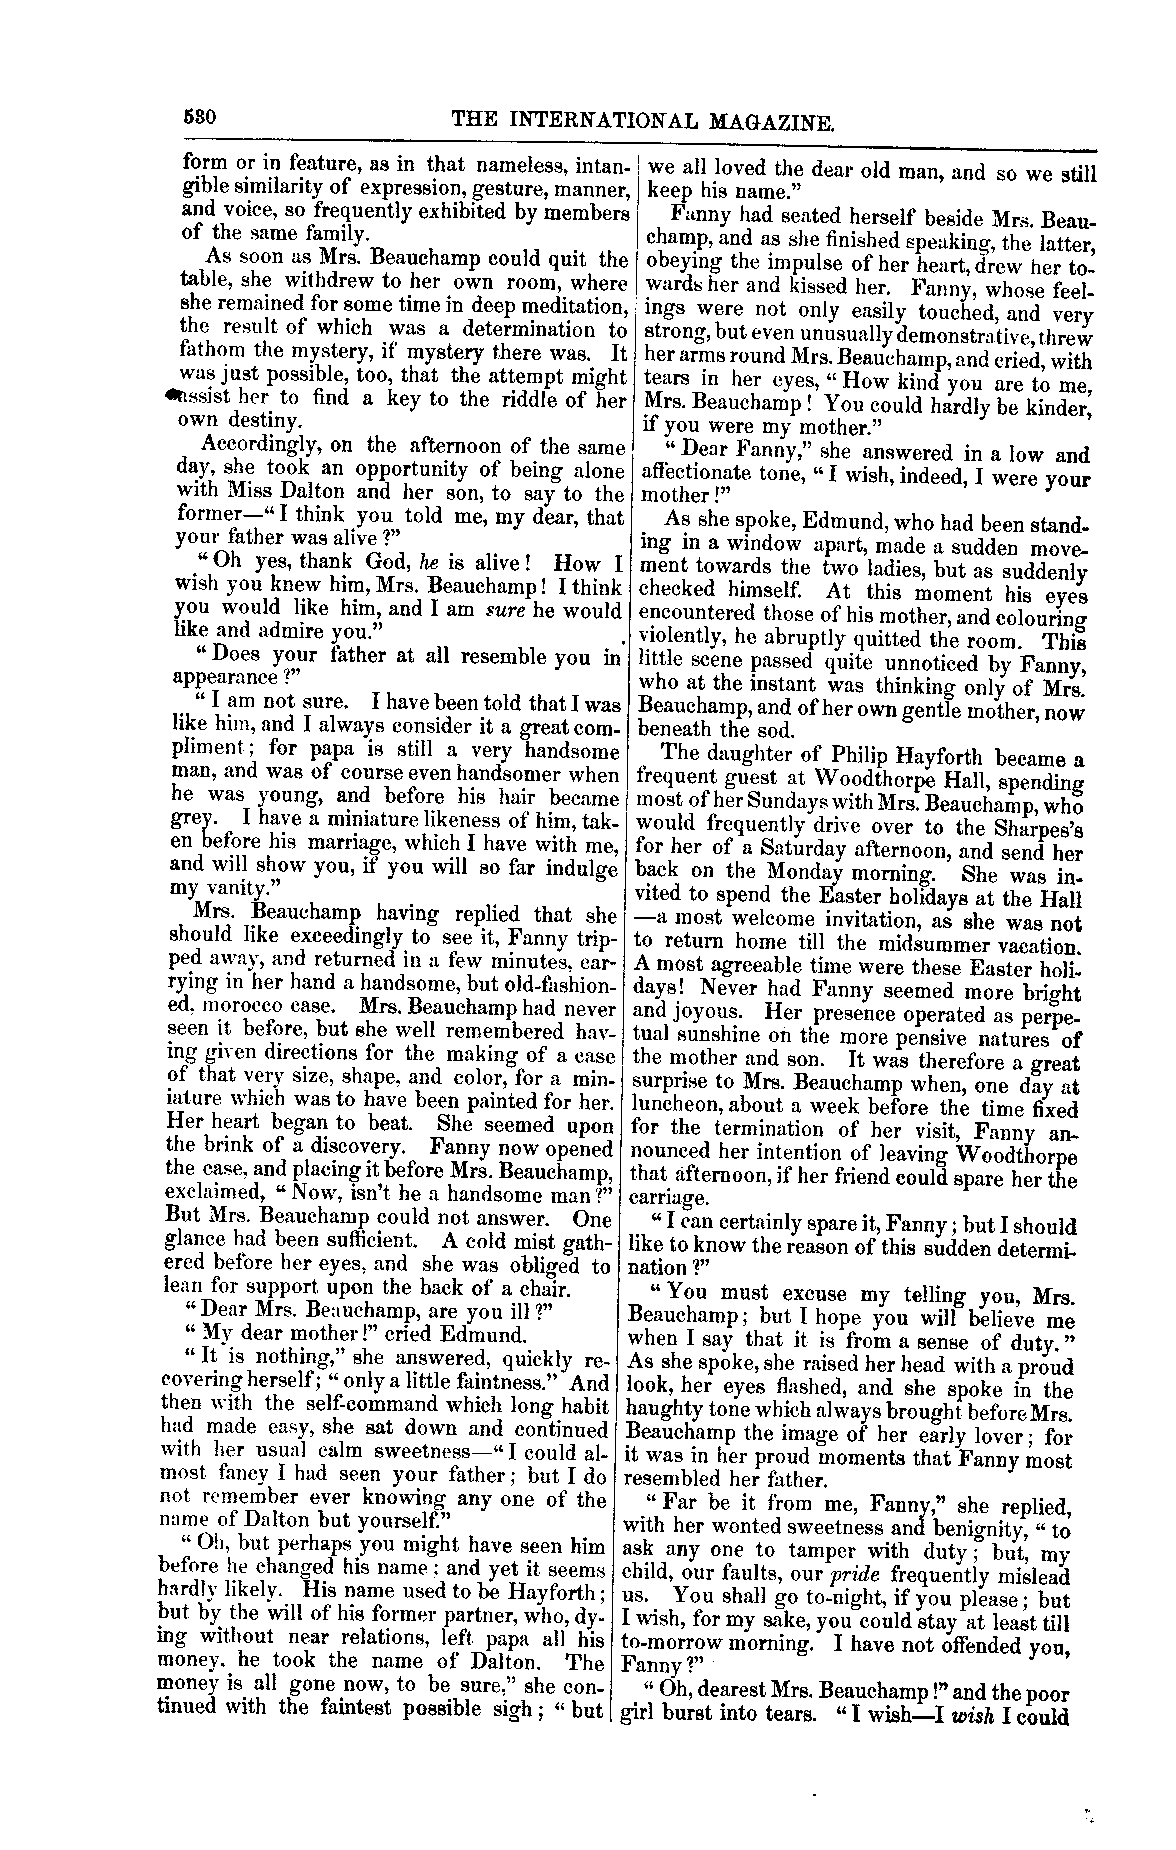 530
THE INTERNATIONAL MAGAZINE.
form or in feature, as in that nameless, intan-
gible similarity of expression, gesture, manner,
and voice, so frequently exhibited by members
of the same family.
As soon as Mrs. Beauchamp could quit the
table, she withdrew to her own room, where
she remained for some time in deep meditation,
the result of which was a determination to
fathom the mystery, if mystery there was. It
was just possible, too, that the attempt might
assist her to find a key to the riddle of her
own destiny.
Accordingly, on the afternoon of the same
day, she took an opportunity of being alone
with Miss Dalton and her son, to say to the
former—“I think you told me, my dear, that
your father was alive?”
“Oh yes, thank God, he is alive! How I
wish you knew him, Mrs. Beauchamp! I think
you would like him, and I am sure he would
like and admire you.”
“Does your father at all resemble you in
appearance?”
“I am not sure. I have been told that I was
like him, and I always consider it a great com-
pliment; for papa is still a very handsome
man, and was of course even handsomer when
he was young, and before his hair became
grey. I have a miniature likeness of him, tak-
en before his marriage, which I have with me,
and will show you, if you will so far indulge
my vanity.”
Mrs. Beauchamp having replied that she
should like exceedingly to see it, Fanny trip-
ped away, and returned in a few minutes, car-
rying in her hand a handsome, but old-fashion-
ed, morocco case. Mrs. Beauchamp had never
seen it before, but she well remembered hav-
ing given directions for the making of a case
of that very size, shape, and color, for a min-
iature which was to have been painted for her.
Her heart began to beat. She seemed upon
the brink of a discovery. Fanny now opened
the case, and placing it before Mrs. Beauchamp,
exclaimed, “Now, isn't he a handsome man?”
But Mrs. Beauchamp could not answer. One
glance had been sufficient. A cold mist gath-
ered before her eyes, and she was obliged to
lean for support upon the back of a chair.
“Dear Mrs. Beauchamp, are you ill?”
“My dear mother!” cried Edmund.
“It is nothing,” she answered, quickly re-
covering herself; “only a little faintness.” And
then with the self-command which long habit
had made easy, she sat down and continued
with her usual calm sweetness—“I could al-
most fancy I had seen your father; but I do
not remember ever knowing any one of the
name of Dalton but yourself.”
“Oh, but perhaps you might have seen him
before he changed his name; and yet it seems
hardly likely. His name used to be Hayforth;
but by the will of his former partner, who, dy-
ing without near relations, left papa all his
money, he took the name of Dalton. The
money is all gone now, to be sure,” she con-
tinued with the faintest possible sigh; “but
we all loved the dear old man, and so we still
keep his name.”
Fanny had seated herself beside Mrs. Beau-
champ, and as she finished speaking, the latter,
obeying the impulse of her heart, drew her to-
wards her and kissed her. Fanny, whose feel-
ings were not only easily touched, and very
strong, but even unusually demonstrative, threw
her arms round Mrs. Beauchamp, and cried, with
tears in her eyes, “How kind you are to me,
Mrs. Beauchamp! You could hardly be kinder,
if you were my mother.”
“Dear Fanny,” she answered in a low and
affectionate tone, “I wish, indeed, I were your
mother!”
As she spoke, Edmund, who had been stand-
ing in a window apart, made a sudden move-
ment towards the two ladies, but as suddenly
checked himself. At this moment his eyes
encountered those of his mother, and colouring
violently, he abruptly quitted the room. This
little scene passed quite unnoticed by Fanny,
who at the instant was thinking only of Mrs.
Beauchamp, and of her own gentle mother, now
beneath the sod.
The daughter of Philip Hayforth became a
frequent guest at Woodthorpe Hall, spending
most of her Sundays with Mrs. Beauchamp, who
would frequently drive over to the Sharpes's
for her of a Saturday afternoon, and send her
back on the Monday morning. She was in-
vited to spend the Easter holidays at the Hall
—a most welcome invitation, as she was not
to return home till the midsummer vacation.
A most agreeable time were these Easter holi-
days! Never had Fanny seemed more bright
and joyous. Her presence operated as perpe-
tual sunshine on the more pensive natures of
the mother and son. It was therefore a great
surprise to Mrs. Beauchamp when, one day at
luncheon, about a week before the time fixed
for the termination of her visit, Fanny an-
nounced her intention of leaving Woodthorpe
that afternoon, if her friend could spare her the
carriage.
“I can certainly spare it, Fanny; but I should
like to know the reason of this sudden determi-
nation?”
“You must excuse my telling you, Mrs.
Beauchamp; but I hope you will believe me
when I say that it is from a sense of duty.”
As she spoke, she raised her head with a proud
look, her eyes flashed, and she spoke in the
haughty tone which always brought before Mrs.
Beauchamp the image of her early lover; for
it was in her proud moments that Fanny most
resembled her father.
“Far be it from me, Fanny,” she replied,
with her wonted sweetness and benignity, “to
ask any one to tamper with duty; but, my
child, our faults, our pride frequently mislead
us. You shall go to-night, if you please; but
I wish, for my sake, you could stay at least till
to-morrow morning. I have not offended you,
Fanny?”
“Oh, dearest Mrs. Beauchamp!” and the poor
girl burst into tears. “I wish—I wish I could